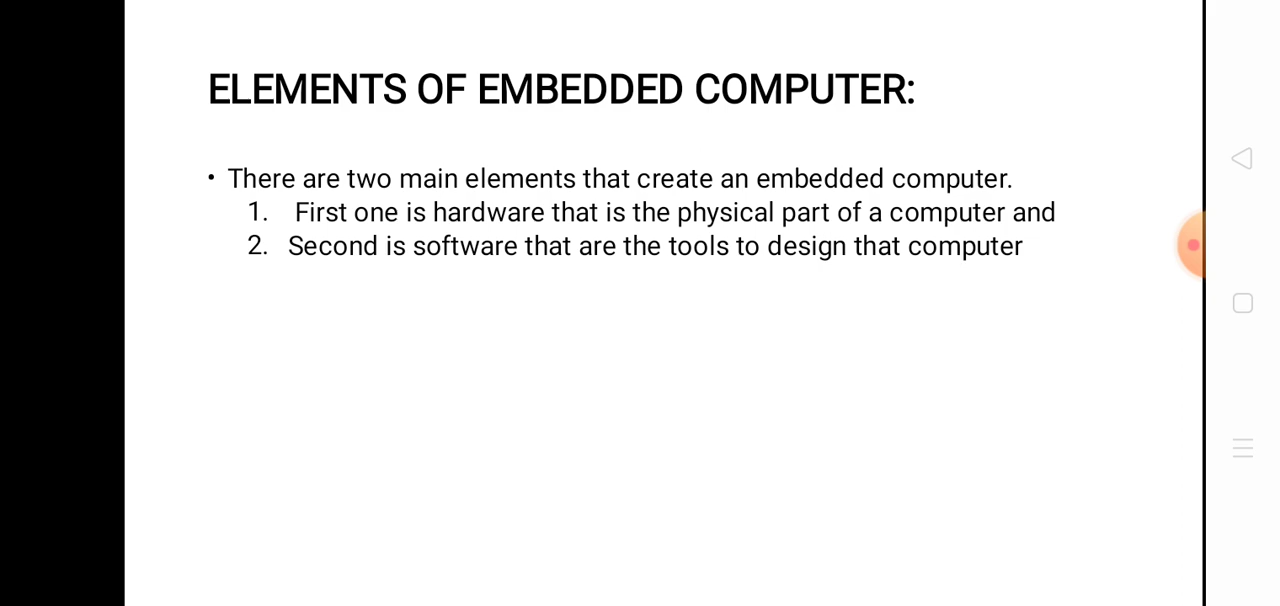 ELEMENTS OF EMBEDDED COMPUTER:
• There are two main elements that create an embedded computer.
1. First one is hardware that is the physical part of a computer and
2. Second is software that are the tools to design that computer